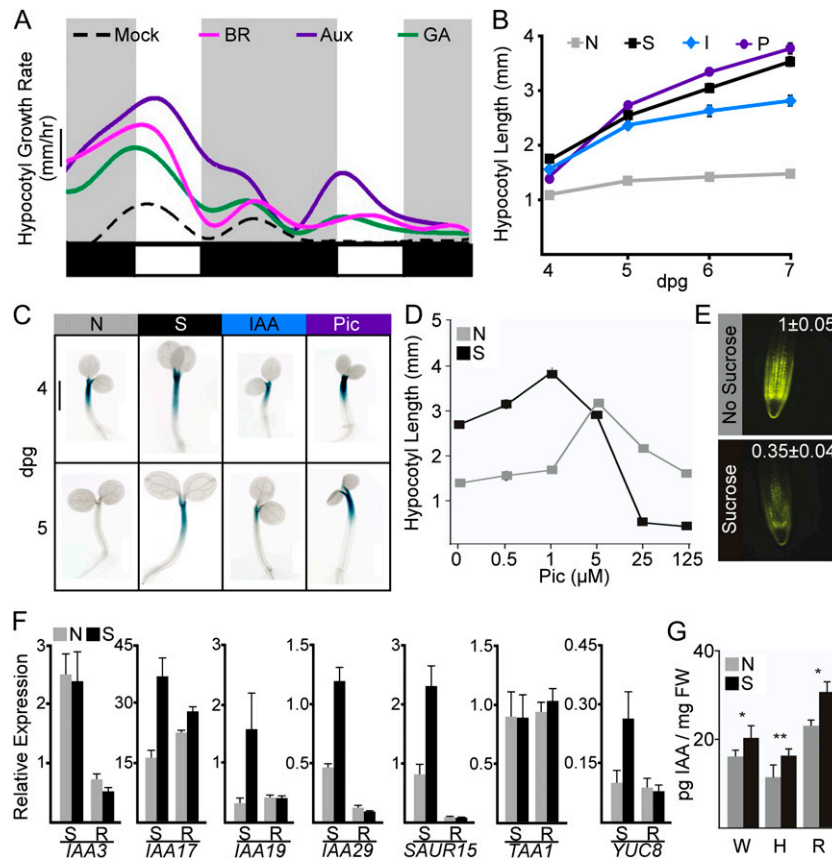 A
Mock BR Aux GA
Hypocotyl Growth Rate
(mm/hr)
B
N S I P
Hypocotyl Length (mm)
4
3
2
1
4 5 6 7
dpg
C
N S IAA Pic
4
dpg
5
D
N
S
Hypocotyl Length (mm)
5
4
3
2
1
0 0.5 1 5 25 125
Pic (µM)
E
No Sucrose
1±0.05
Sucrose
0.35±0.04
F
N S
Relative Expression
3 45 3 1.5 3 1.5 0.45
2 30 2 1.0 2 1.0 0.30
1 15 1 0.5 1 0.5 0.15
S R S R S R S R S R S R S R
IAA3 IAA17 IAA19 IAA29 SAUR15 TAA1 YUC8
G
N
S
pg IAA / mg FW
40
20
* ** *
W H R